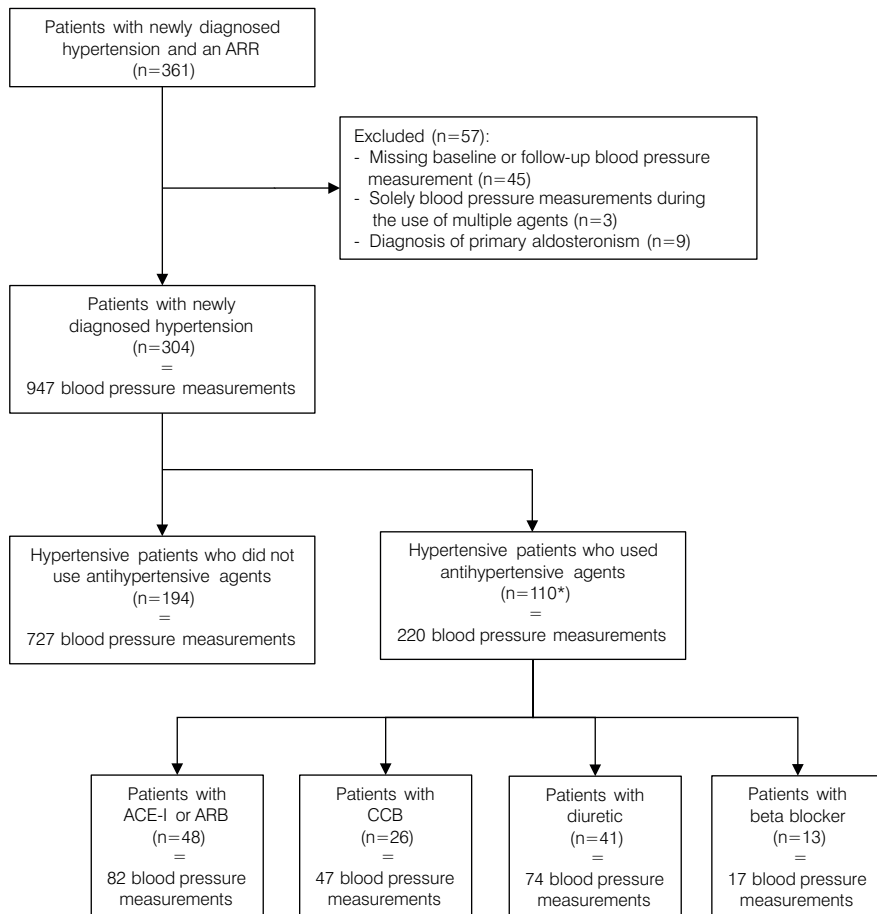 Patients with newly diagnosed
hypertension and an ARR
(n=361)
Excluded (n=57):
- Missing baseline or follow-up blood pressure
measurement (n=45)
- Solely blood pressure measurements during
the use of multiple agents (n=3)
- Diagnosis of primary aldosteronism (n=9)
Patients with newly
diagnosed hypertension
(n=304)
=
947 blood pressure measurements
Hypertensive patients who did not
use antihypertensive agents
(n=194)
=
727 blood pressure measurements
Hypertensive patients who used
antihypertensive agents
(n=110*)
=
220 blood pressure measurements
Patients with
ACE-I or ARB
(n=48)
=
82 blood pressure
measurements
Patients with
CCB
(n=26)
=
47 blood pressure
measurements
Patients with
diuretic
(n=41)
=
74 blood pressure
measurements
Patients with
beta blocker
(n=13)
=
17 blood pressure
measurements